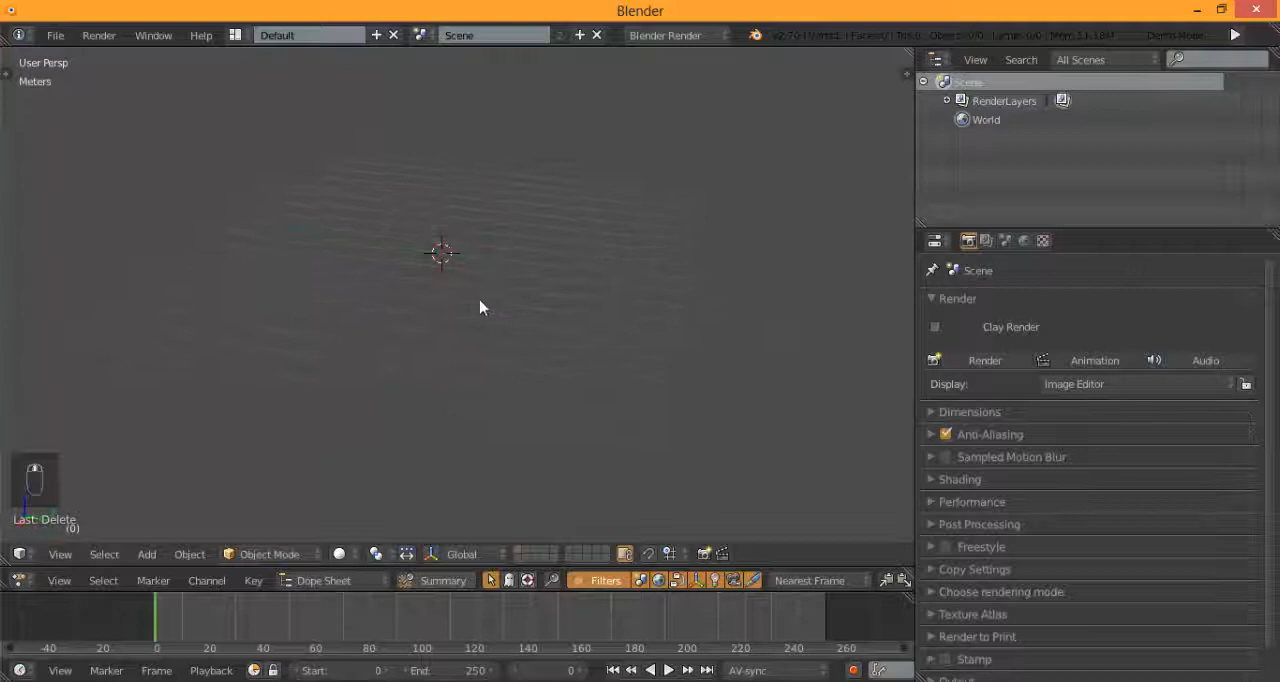 Blender
File Render Window Help Default Scene 2 Blender Render
User Persp
Meters
View Search All Scenes
Scene
RenderLayers
World
Scene
Render
Clay Render
Render Animation Audio
Display: Image Editor
Dimensions
Anti-Aliasing
Sampled Motion Blur
Shading
Performance
Post Processing
Freestyle
Copy Settings
Choose rendering mode
Texture Atlas
Render to Print
Stamp
Last: Delete
(0)
View Select Add Object Object Mode Global
View Select Marker Channel Key Dope Sheet Summary Filters Nearest Frame
-40 -20 0 20 40 60 80 100 120 140 160 180 200 220 240 260
View Marker Frame Playback Start: 0 End: 250 0 AV-sync